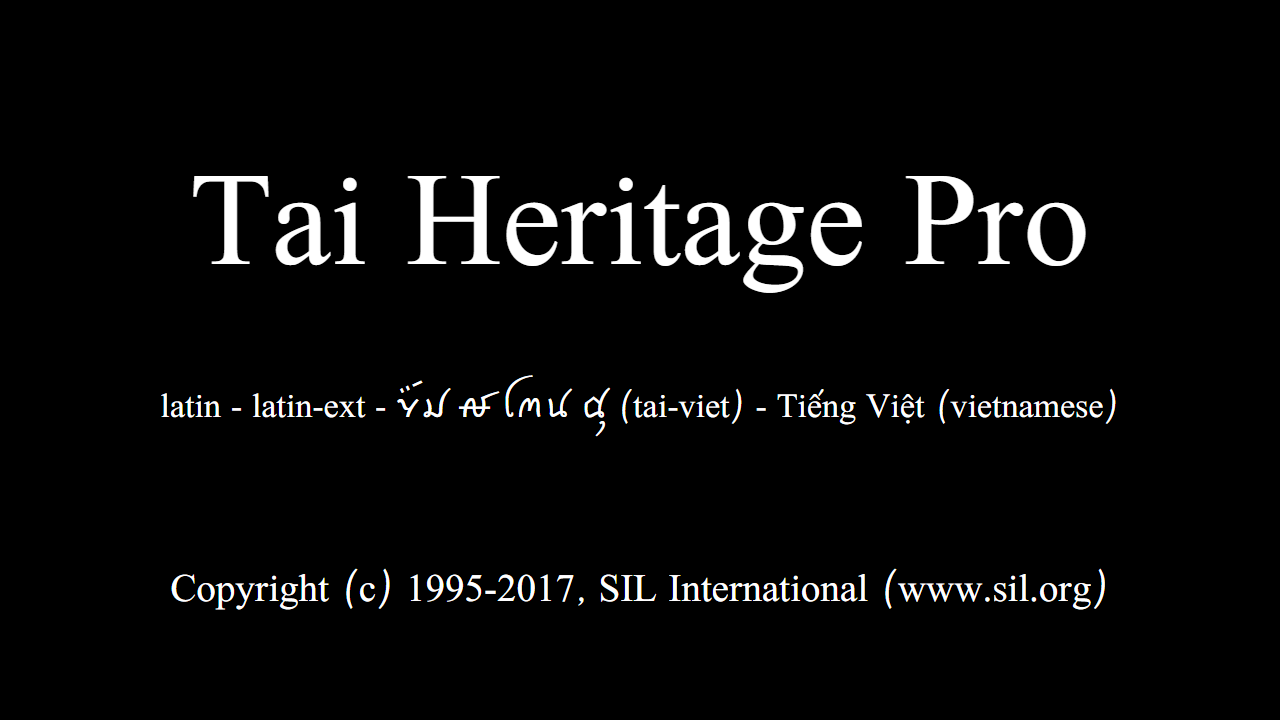 Tai Heritage Pro
latin - latin-ext - (tai-viet) - Tiếng Việt (vietnamese)
Copyright (c) 1995-2017, SIL International (www.sil.org)